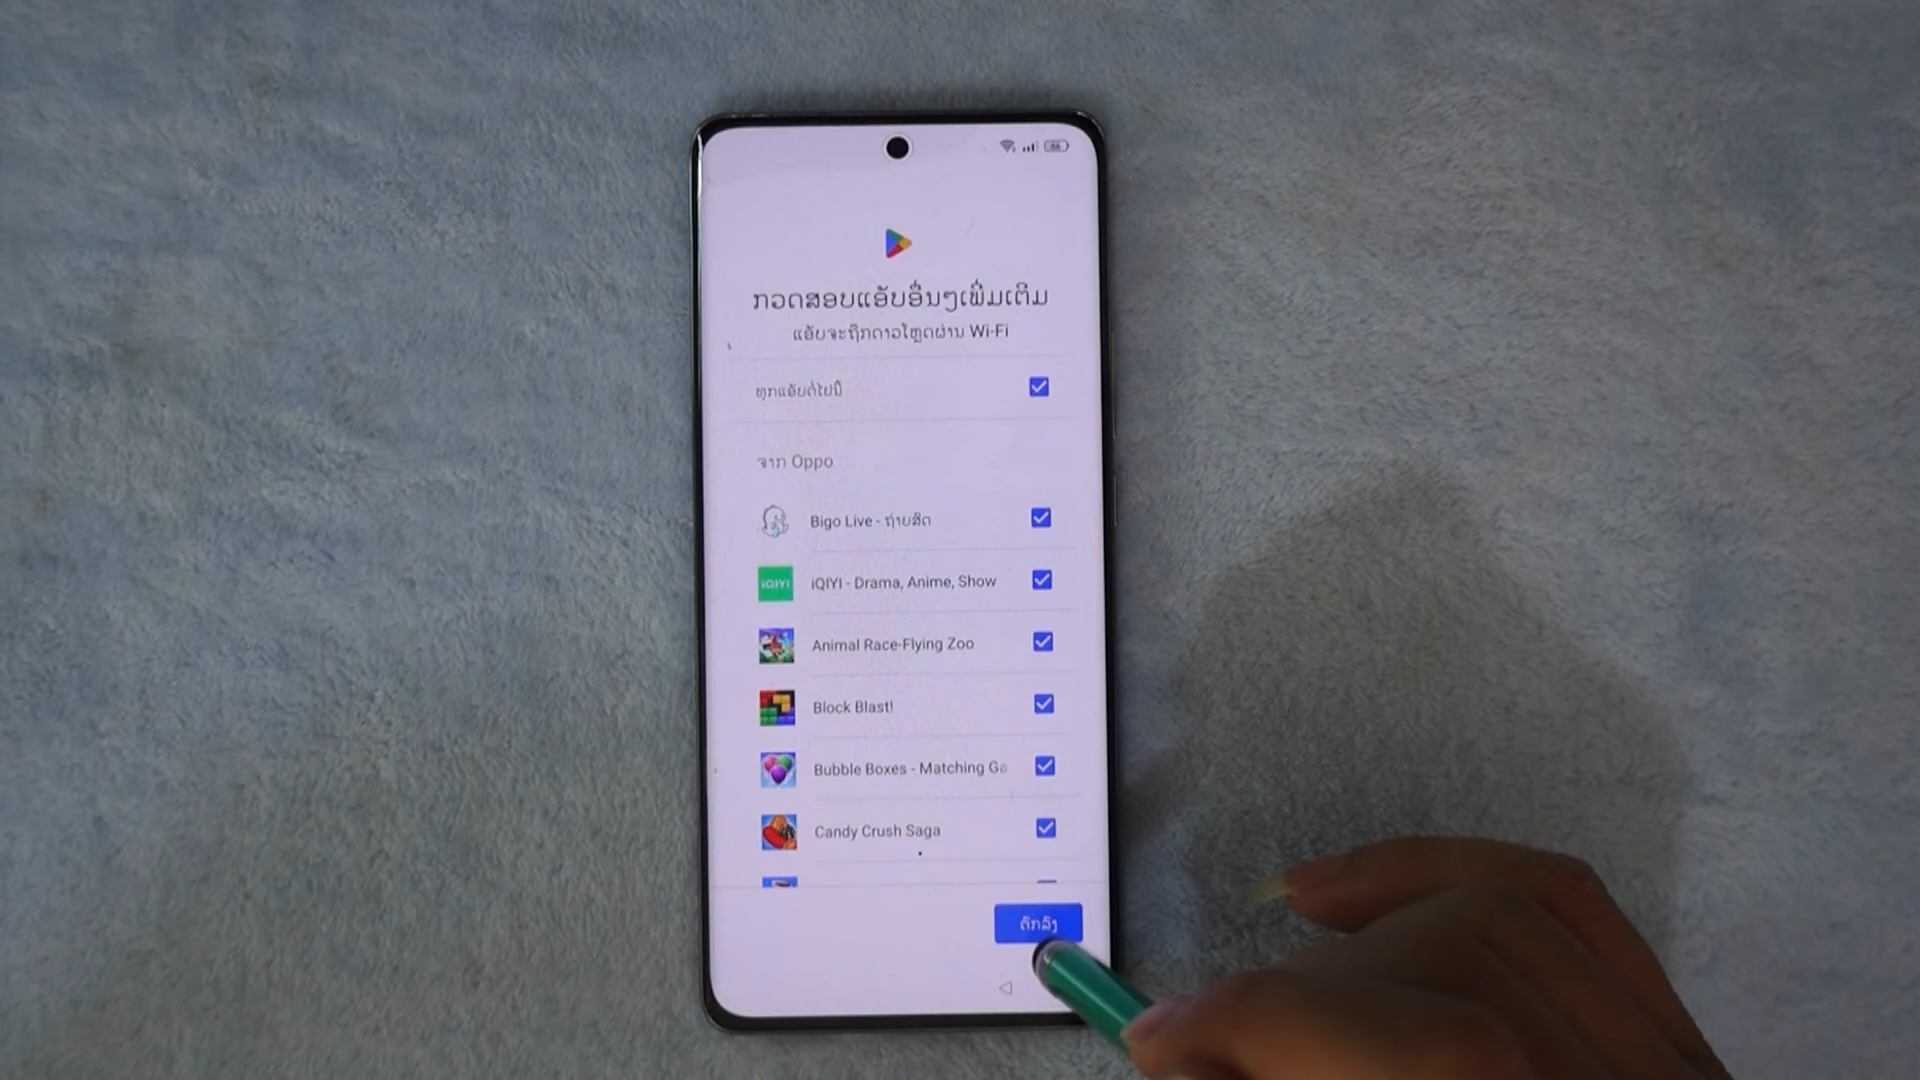 ກວດສອບແອັບອື່ນໆເພີ່ມເຕີມ
ແອັບຈະຖືກດາວໂຫຼດຜ່ານ Wi-Fi
ທຸກແອັບຕໍ່ໄປນີ້
ຈາກ Oppo
Bigo Live - ຖ່າຍສົດ
iQIYI
iQIYI - Drama, Anime, Show
Animal Race-Flying Zoo
Block Blast!
Bubble Boxes - Matching Ga
Candy Crush Saga
ຕົກລົງ